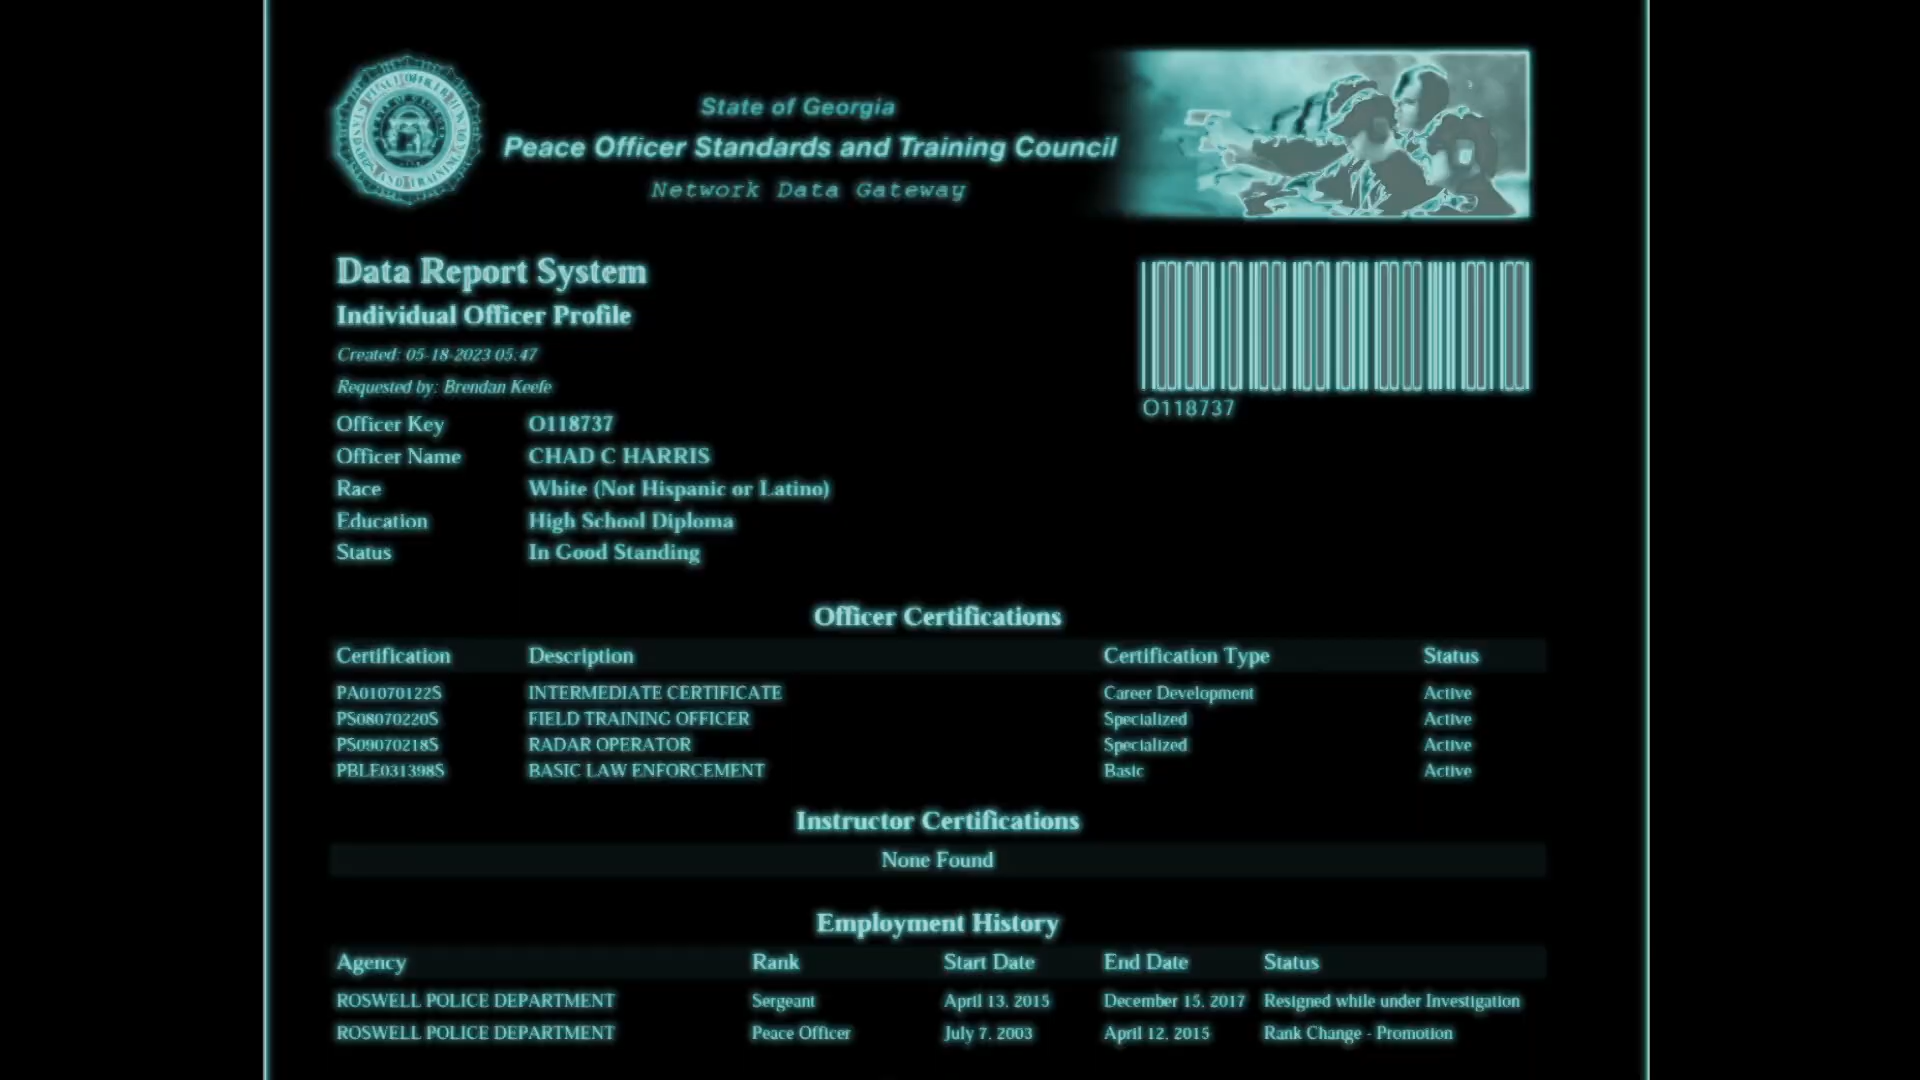 State of Georgia
Peace Officer Standards and Training Council
Network Data Gateway
Data Report System
Individual Officer Profile
Created: 05-18-2023 05:47
Requested by: Brendan Keefe
O118737
Officer Key O118737
Officer Name CHAD C HARRIS
Race White (Not Hispanic or Latino)
Education High School Diploma
Status In Good Standing
Officer Certifications
Certification Description Certification Type Status
PA01070122S INTERMEDIATE CERTIFICATE Career Development Active
PS08070220S FIELD TRAINING OFFICER Specialized Active
PS09070218S RADAR OPERATOR Specialized Active
PBLE031398S BASIC LAW ENFORCEMENT Basic Active
Instructor Certifications
None Found
Employment History
Agency Rank Start Date End Date Status
ROSWELL POLICE DEPARTMENT Sergeant April 13, 2015 December 15, 2017 Resigned while under Investigation
ROSWELL POLICE DEPARTMENT Peace Officer July 7, 2003 April 12, 2015 Rank Change - Promotion